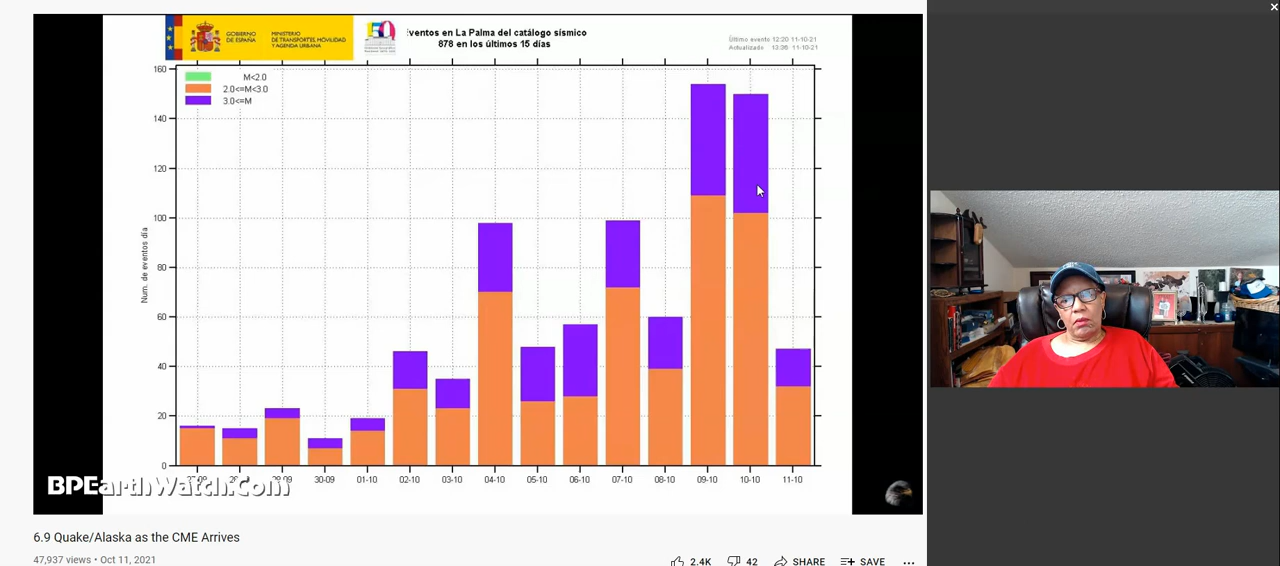 GOBIERNO
DE ESPAÑA
MINISTERIO
DE TRANSPORTES, MOVILIDAD
Y AGENDA URBANA
ventos en La Palma del catálogo sísmico
878 en los últimos 15 días
Último evento 12:20 11-10-21
Actualizado 13:36 11-10-21
M<2.0
2.0<=M<3.0
3.0<=M
Num. de eventos día
160
140
120
100
80
60
40
20
0
30-09 01-10 02-10 03-10 04-10 05-10 06-10 07-10 08-10 09-10 10-10 11-10
BPEarthWatch.Com
6.9 Quake/Alaska as the CME Arrives
47,937 views • Oct 11, 2021
2.4K 42 SHARE SAVE